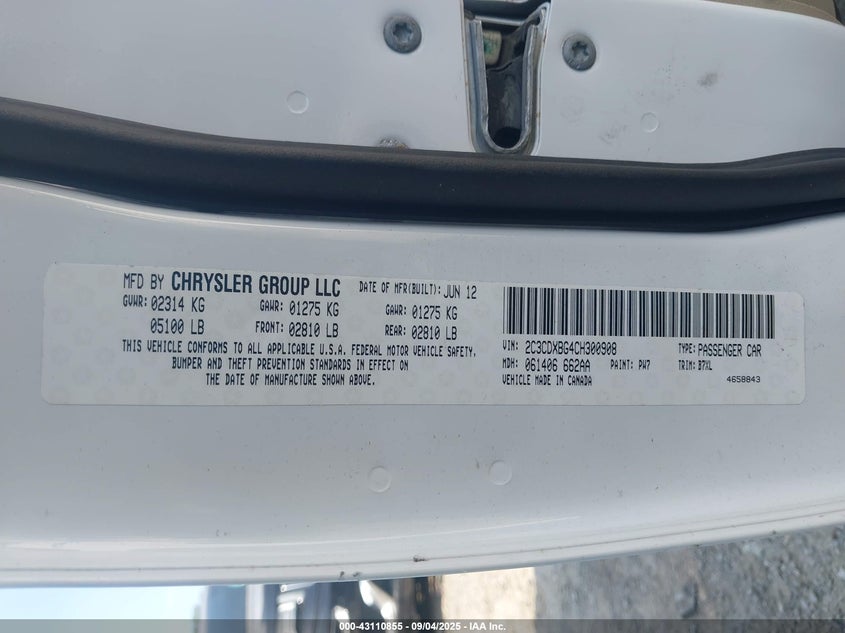 MFD BY CHRYSLER GROUP LLC
DATE OF MFR(BUILT): JUN 12
GVWR: 02314 KG GAWR: 01275 KG GAWR: 01275 KG
05100 LB FRONT: 02810 LB REAR: 02810 LB
THIS VEHICLE CONFORMS TO ALL APPLICABLE U.S.A. FEDERAL MOTOR VEHICLE SAFETY,
BUMPER AND THEFT PREVENTION STANDARDS IN EFFECT ON
THE DATE OF MANUFACTURE SHOWN ABOVE.
VIN: 2C3CDXBG4CH300908 TYPE: PASSENGER CAR
MDH: 061406 662AA PAINT: PW7 TRIM: B7XL
VEHICLE MADE IN CANADA 4658843
000-43110855 - 09/04/2025 - IAA Inc.